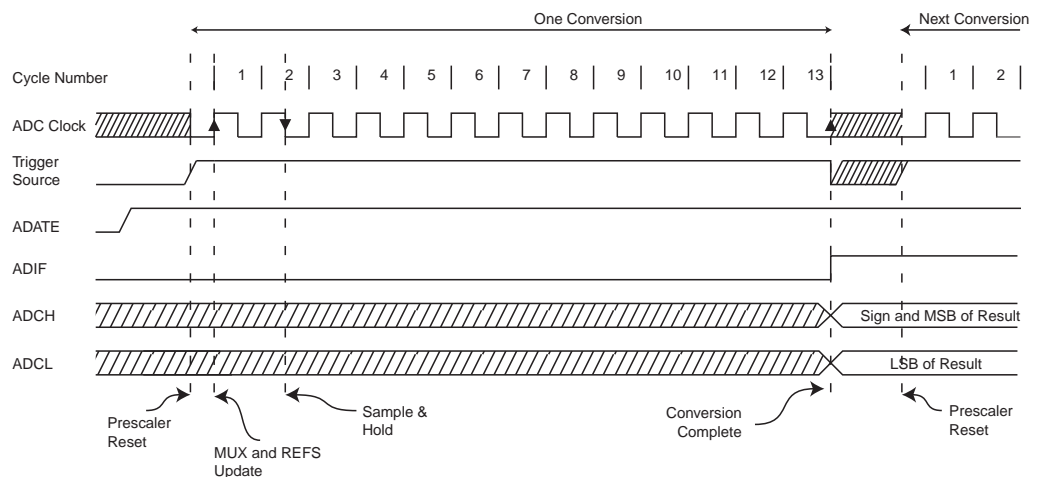 One Conversion
Next Conversion
Cycle Number
1 2 3 4 5 6 7 8 9 10 11 12 13 1 2
ADC Clock
Trigger
Source
ADATE
ADIF
ADCH
Sign and MSB of Result
ADCL
LSB of Result
Prescaler
Reset
MUX and REFS
Update
Sample &
Hold
Conversion
Complete
Prescaler
Reset